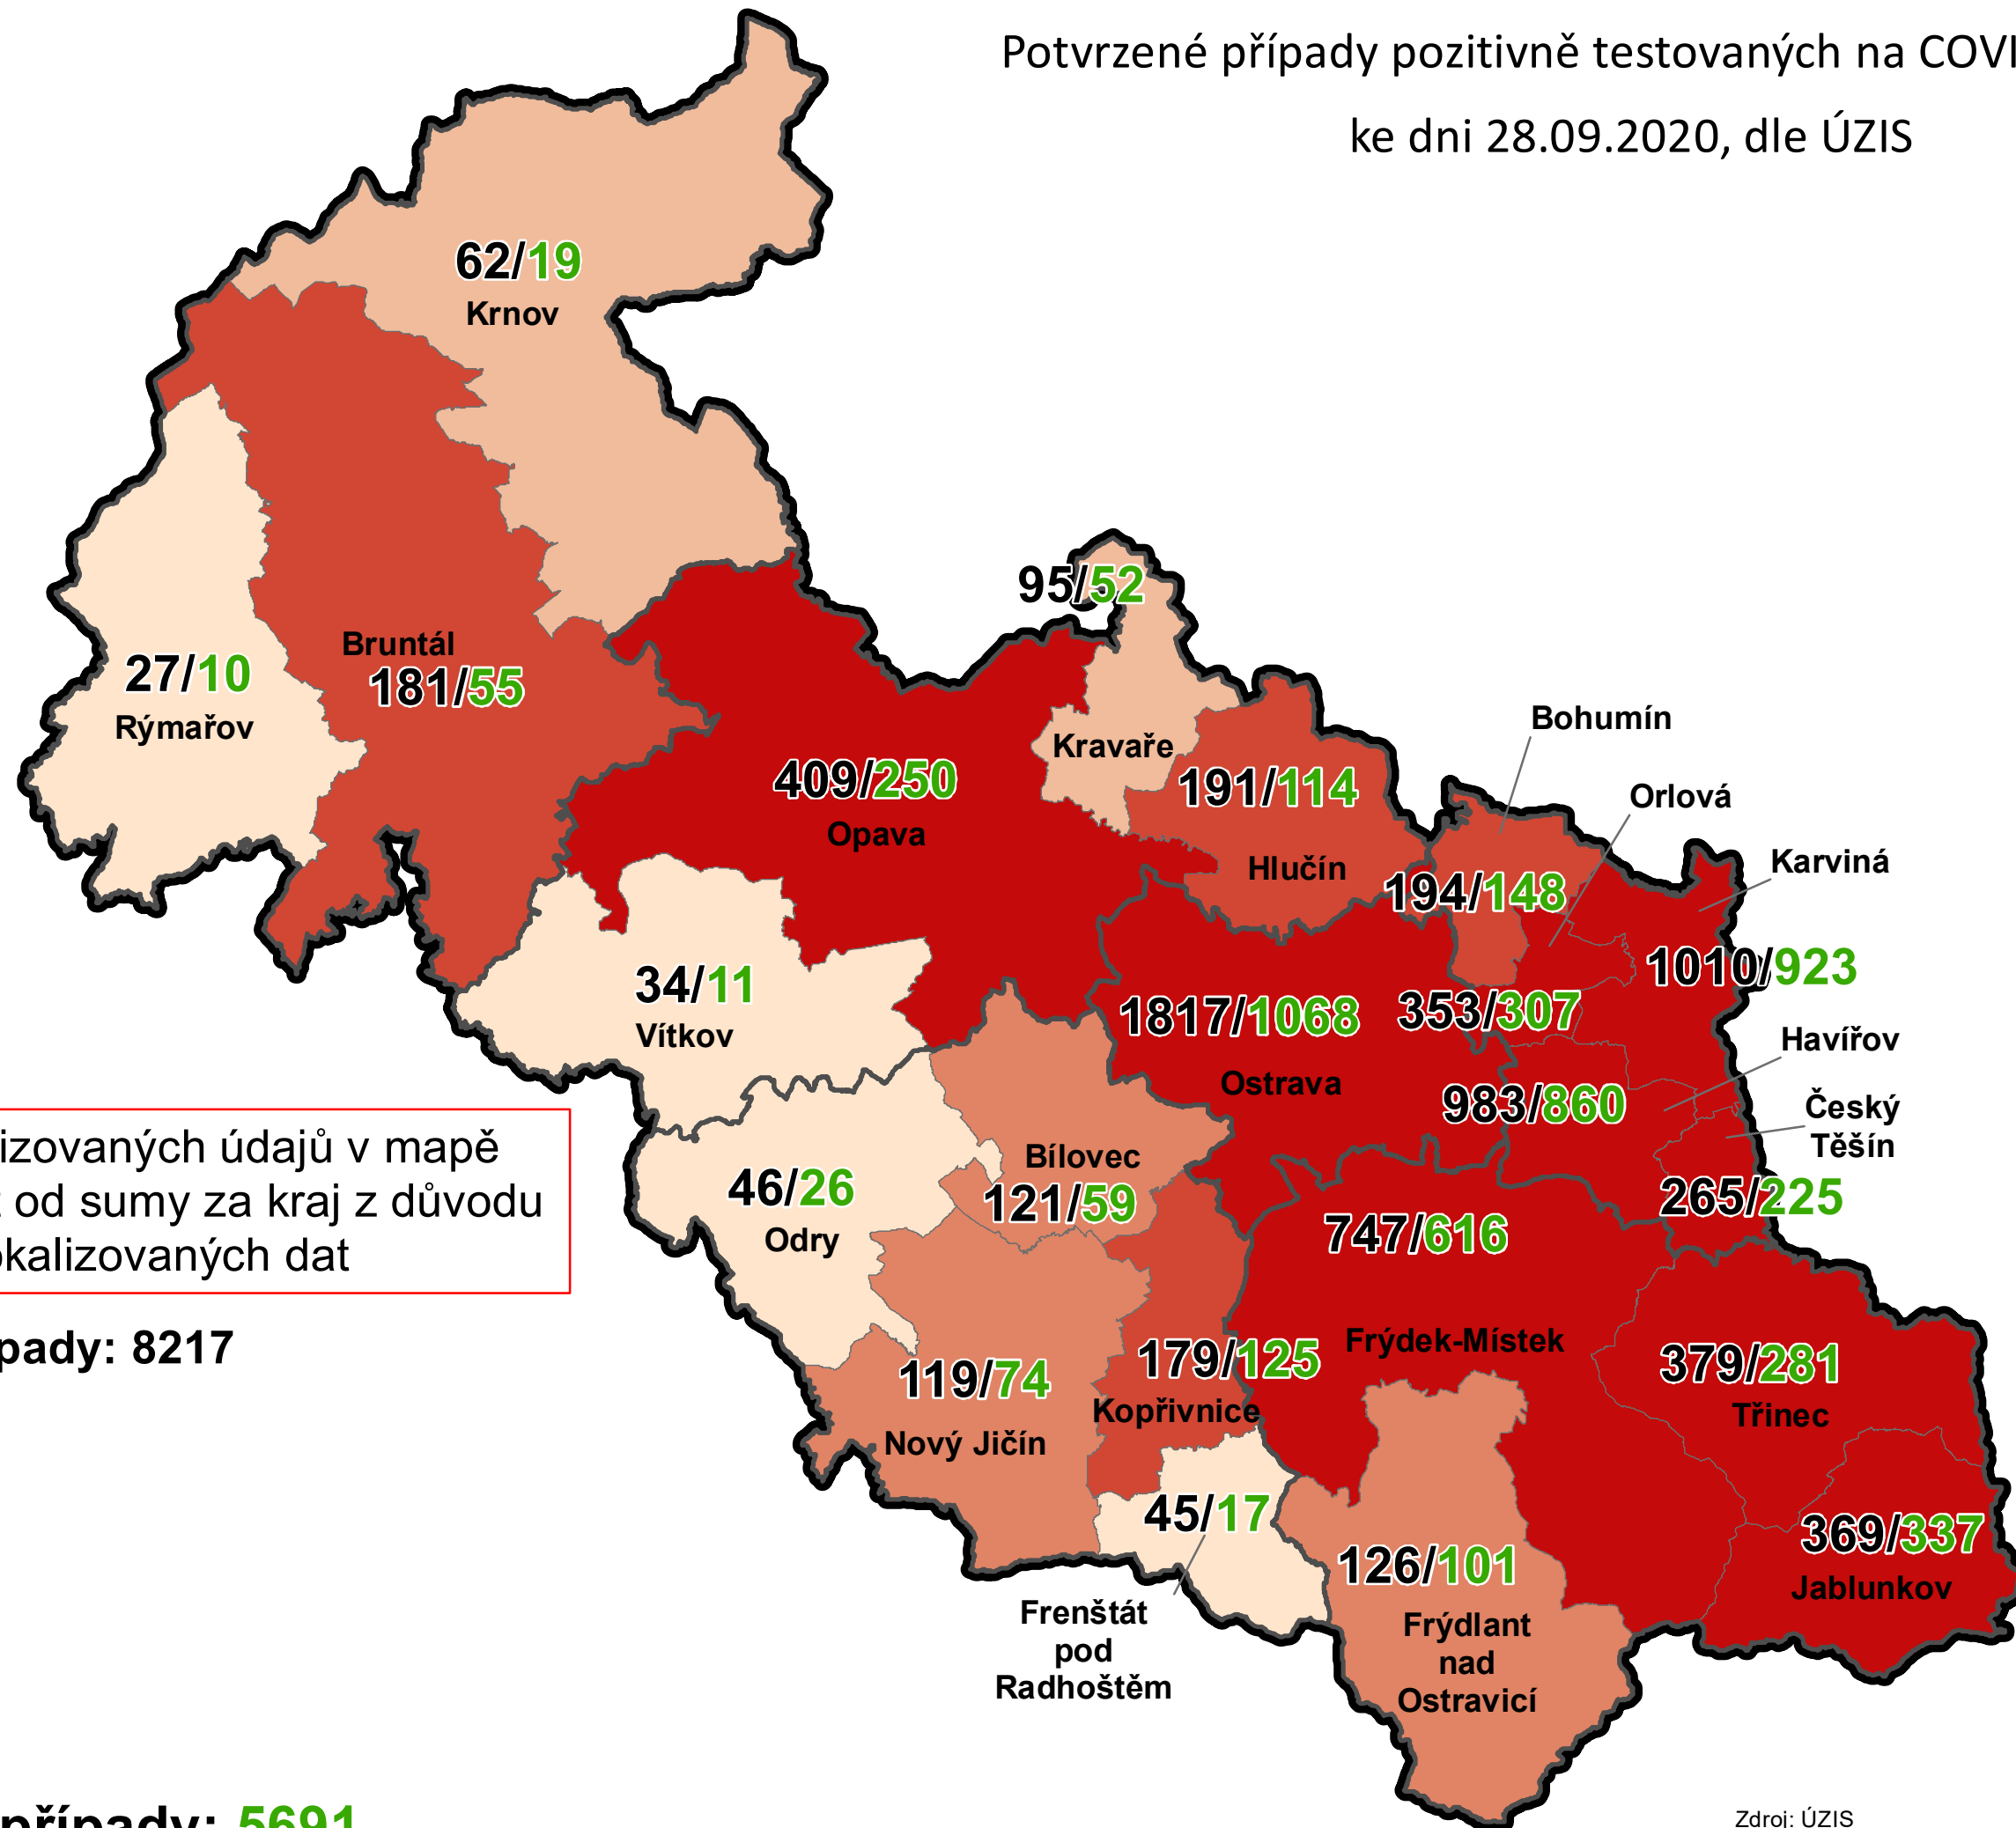 Potvrzené případy pozitivně testovaných na COVI
ke dni 28.09.2020, dle ÚZIS
62/19
Krnov
95/52
Kravaře
Bruntál
181/55
27/10
Rýmařov
409/250
Opava
191/114
Hlučín
Bohumín
194/148
Orlová
Karviná
1010/923
34/11
Vítkov
1817/1068
Ostrava
353/307
Havířov
983/860
Český
Těšín
265/225
izovaných údajů v mapě
od sumy za kraj z důvodu
okalizovaných dat
46/26
Odry
Bílovec
121/59
747/616
Frýdek-Místek
pady: 8217
119/74
Nový Jičín
179/125
Kopřivnice
379/281
Třinec
45/17
Frenštát
pod
Radhoštěm
126/101
Frýdlant
nad
Ostravicí
369/337
Jablunkov
případy: 5691
Zdroj: ÚZIS